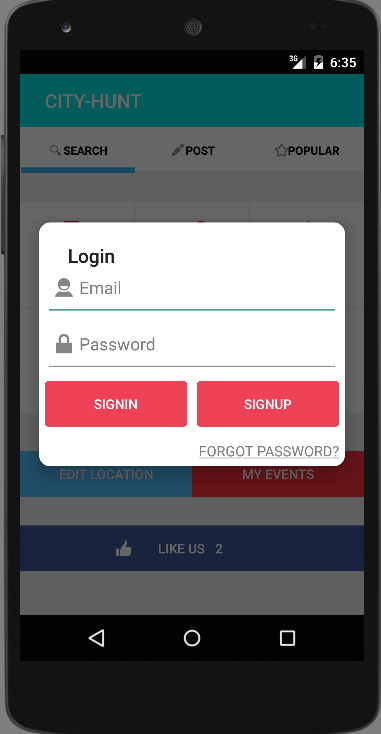 3G 6:35
CITY-HUNT
SEARCH POST POPULAR
Login
Email
Password
SIGNIN SIGNUP
FORGOT PASSWORD?
EDIT LOCATION MY EVENTS
LIKE US 2